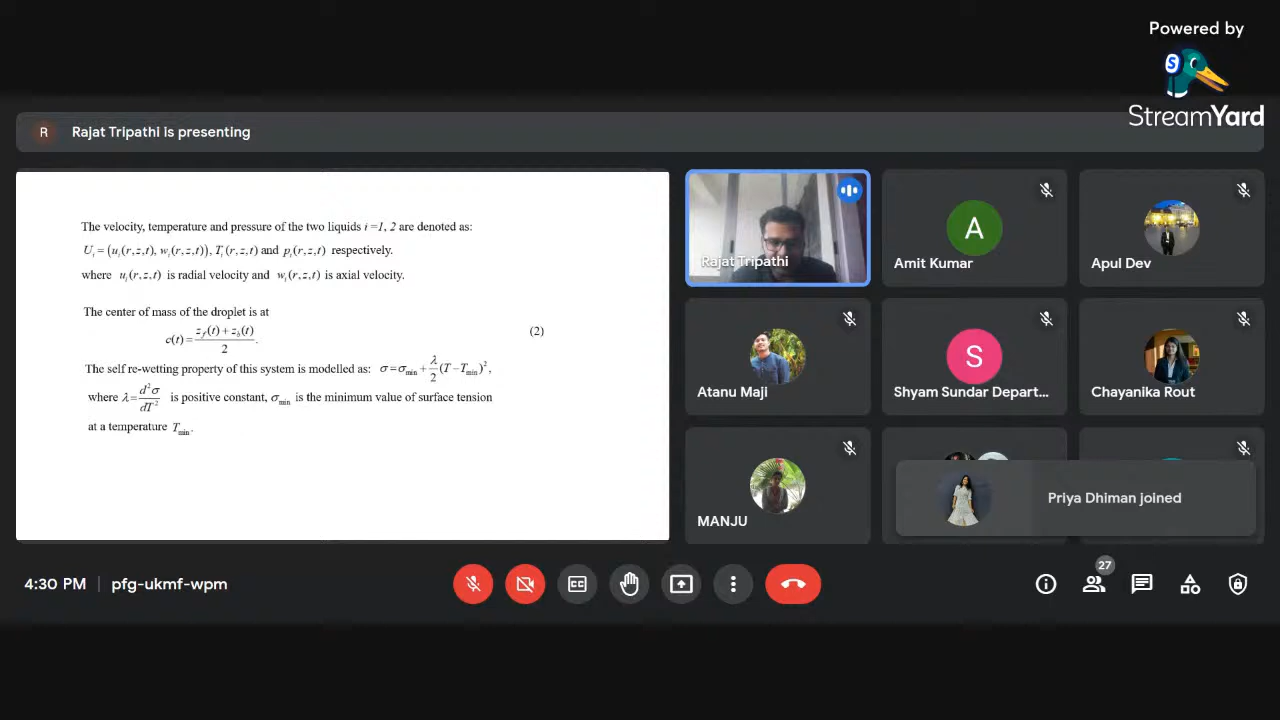 Powered by
S
StreamYard
R
Rajat Tripathi is presenting
The velocity, temperature and pressure of the two liquids i =1, 2 are denoted as:
U_i = (u_i(r,z,t), w_i(r,z,t)), T_i(r,z,t) and p_i(r,z,t) respectively.
where u_i(r,z,t) is radial velocity and w_i(r,z,t) is axial velocity.
The center of mass of the droplet is at
c(t) = (z_f(t) + z_b(t))/2. (2)
The self re-wetting property of this system is modelled as: σ = σ_min + λ/2 (T − T_min)²,
where λ = d²σ/dT² is positive constant, σ_min is the minimum value of surface tension
at a temperature T_min.
Rajat Tripathi
A
Amit Kumar
Apul Dev
Atanu Maji
S
Shyam Sundar Depart...
Chayanika Rout
MANJU
Priya Dhiman joined
4:30 PM | pfg-ukmf-wpm
CC
27